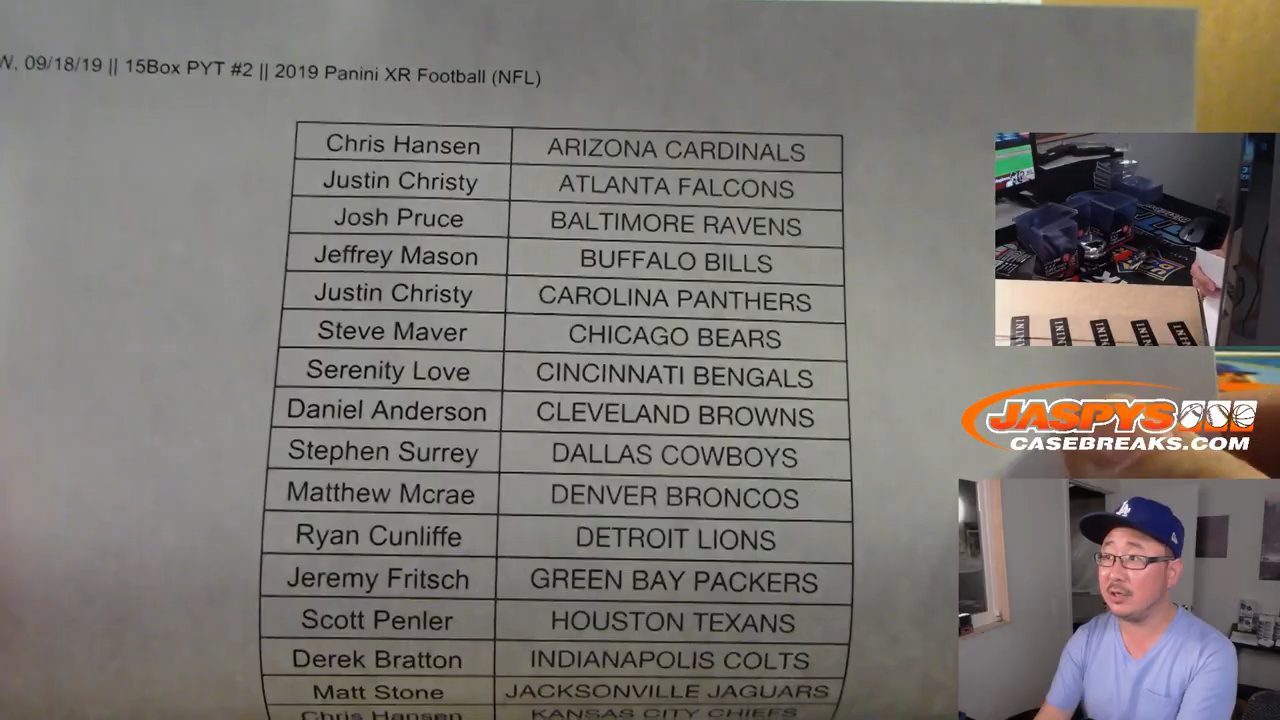 W, 09/18/19 || 15Box PYT #2 || 2019 Panini XR Football (NFL)
Chris Hansen ARIZONA CARDINALS
Justin Christy ATLANTA FALCONS
Josh Pruce BALTIMORE RAVENS
Jeffrey Mason BUFFALO BILLS
Justin Christy CAROLINA PANTHERS
Steve Maver CHICAGO BEARS
Serenity Love CINCINNATI BENGALS
Daniel Anderson CLEVELAND BROWNS
Stephen Surrey DALLAS COWBOYS
Matthew Mcrae DENVER BRONCOS
Ryan Cunliffe DETROIT LIONS
Jeremy Fritsch GREEN BAY PACKERS
Scott Penler HOUSTON TEXANS
Derek Bratton INDIANAPOLIS COLTS
Matt Stone JACKSONVILLE JAGUARS
Chris Hansen KANSAS CITY CHIEFS
JASPYS
CASEBREAKS.COM
LA